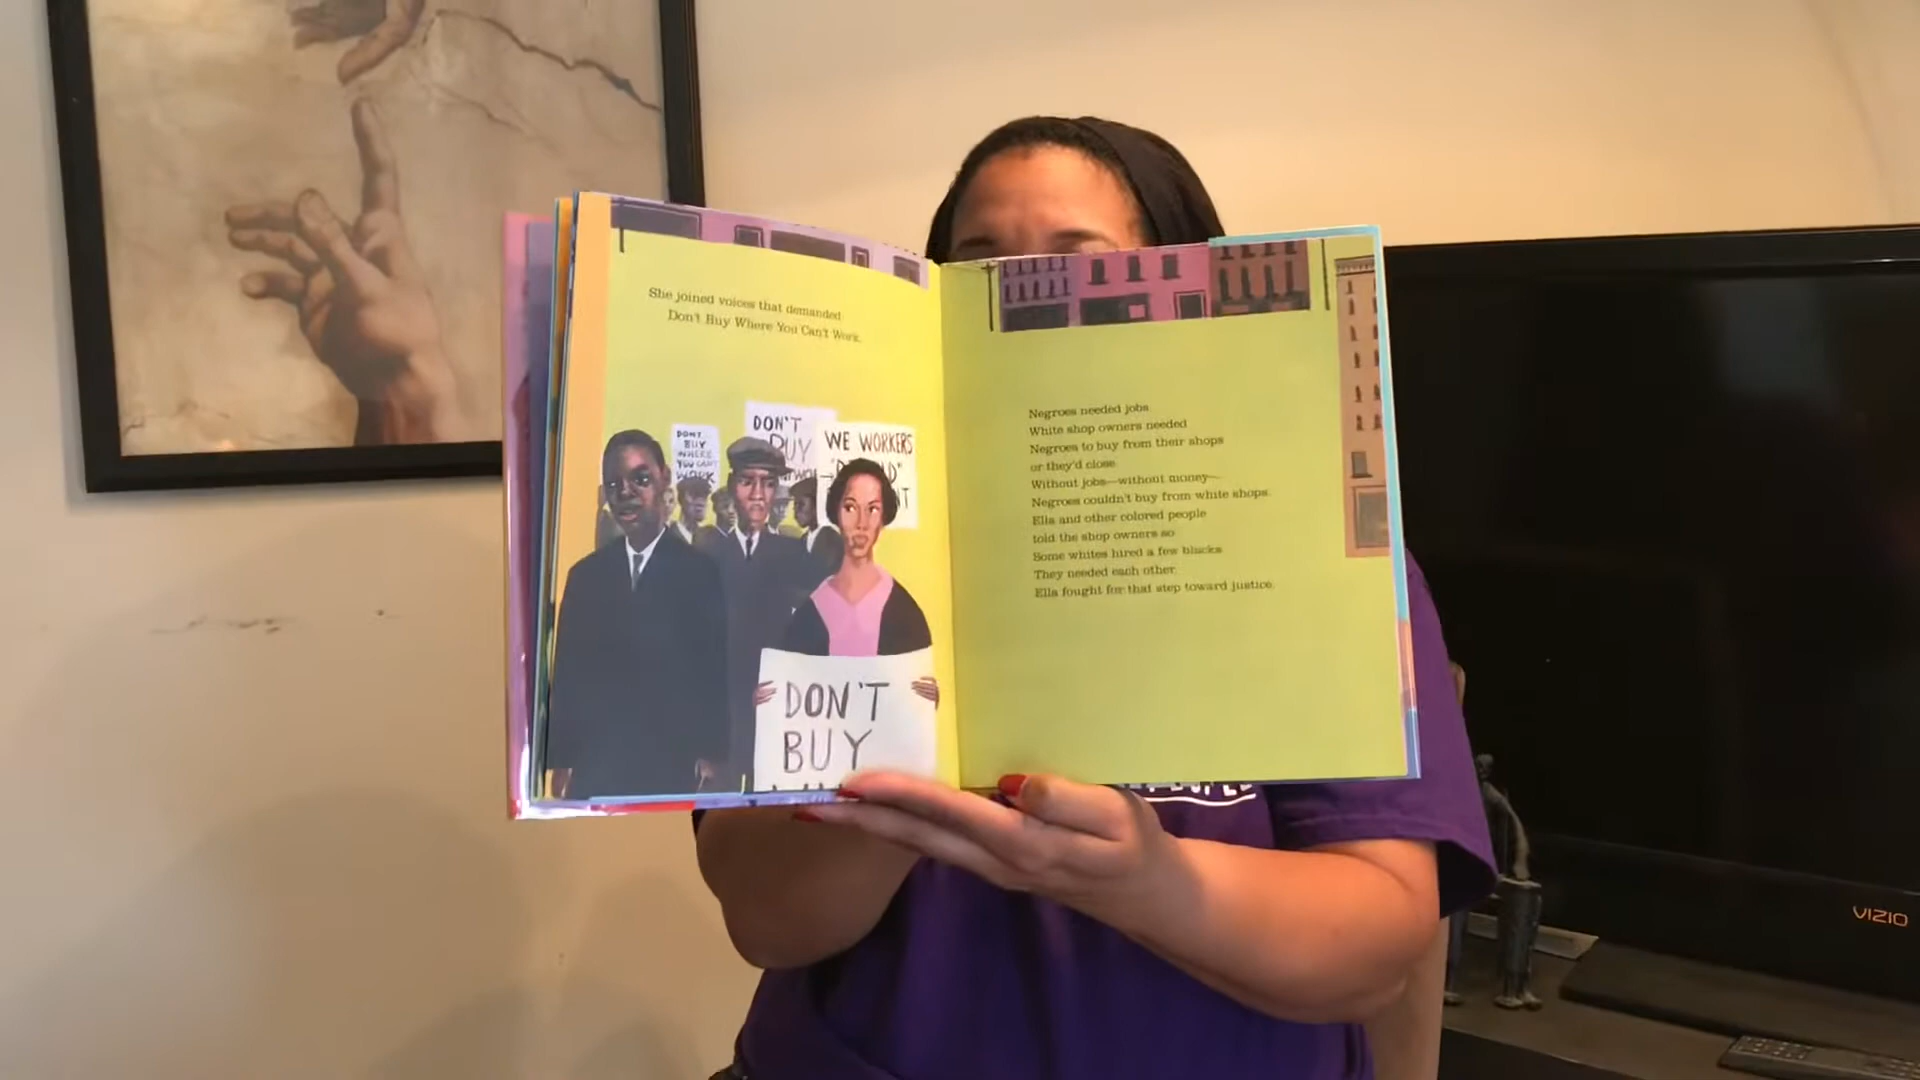 She joined voices that demanded
Don't Buy Where You Can't Work.
DON'T
BUY
WHERE
YOU CAN'T
WORK
DON'T
BUY
WE WORKERS
DON'T
BUY
Negroes needed jobs.
White shop owners needed
Negroes to buy from their shops
or they'd close.
Without jobs—without money—
Negroes couldn't buy from white shops.
Ella and other colored people
told the shop owners so.
Some whites hired a few blacks.
They needed each other.
Ella fought for that step toward justice.
VIZIO